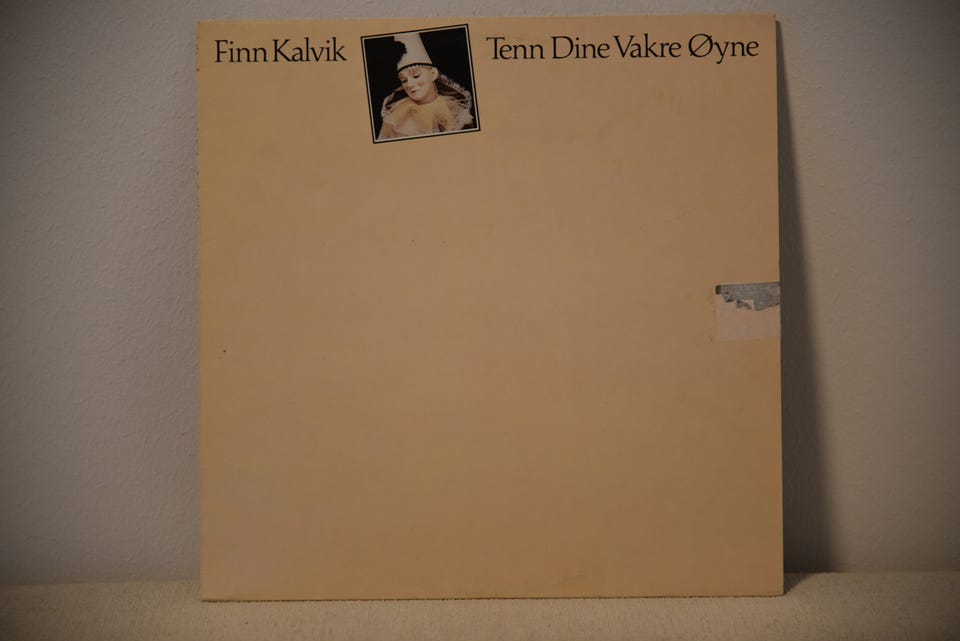 Finn Kalvik
Tenn Dine Vakre Øyne